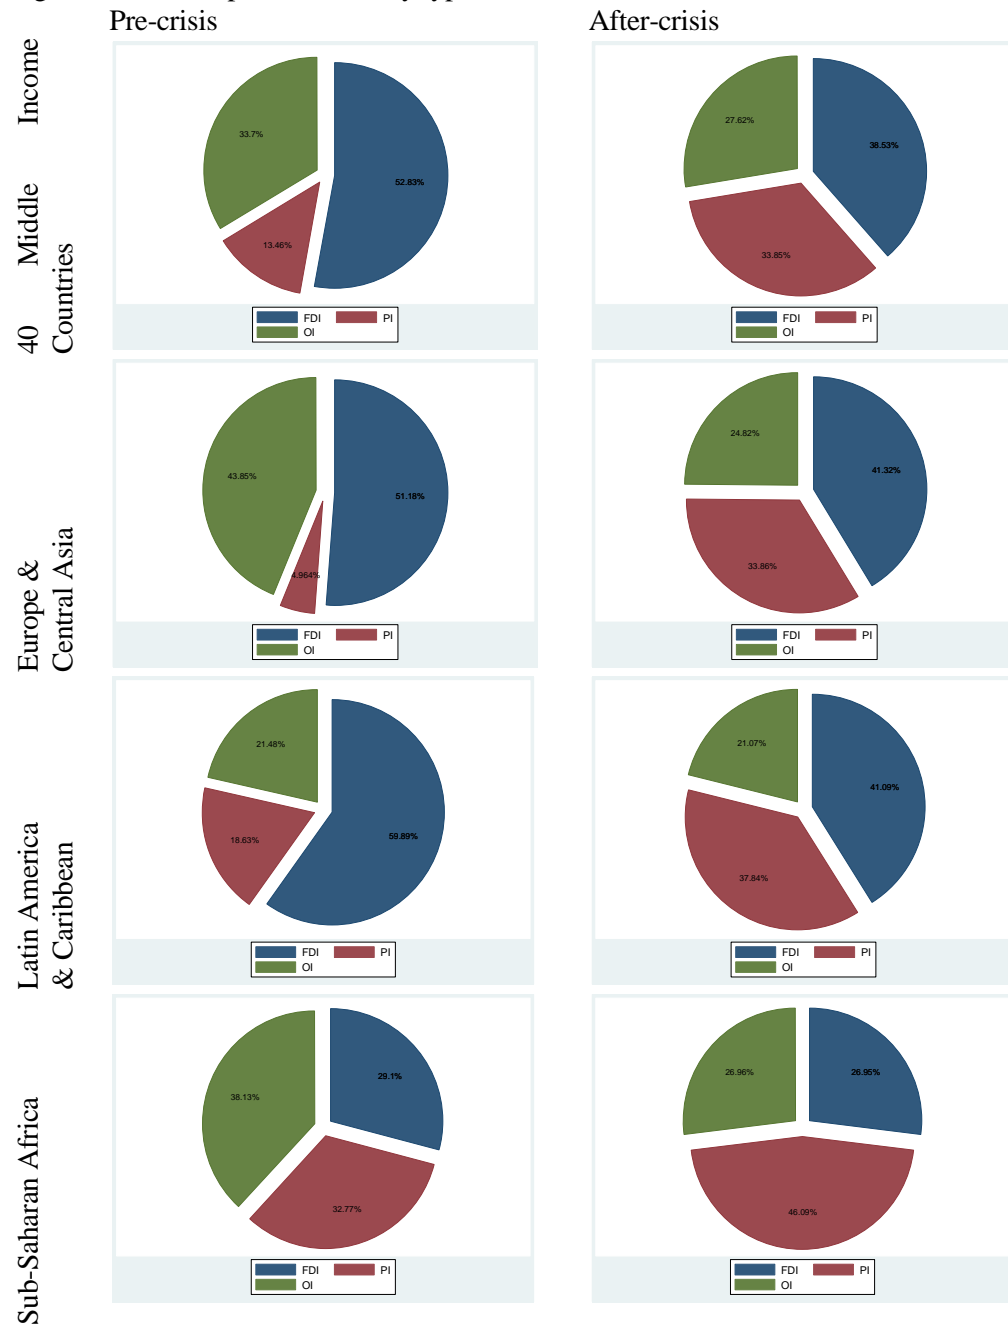 Pre-crisis After-crisis
40 Middle Income
Countries
33.7%
52.83%
13.46%
FDI PI
OI
27.62%
38.53%
33.85%
FDI PI
OI
Europe &
Central Asia
43.85%
51.18%
4.964%
FDI PI
OI
24.82%
41.32%
33.86%
FDI PI
OI
Latin America
& Caribbean
21.48%
59.89%
18.63%
FDI PI
OI
21.07%
41.09%
37.84%
FDI PI
OI
Sub-Saharan Africa
38.13%
29.1%
32.77%
FDI PI
OI
26.96%
26.95%
46.09%
FDI PI
OI